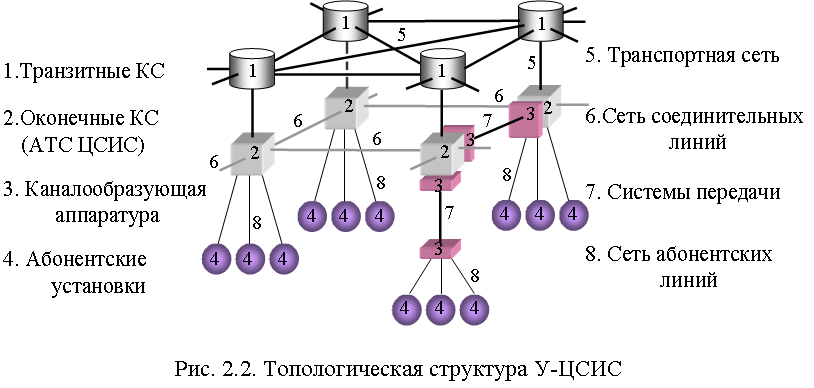 1.Транзитные КС
2.Оконечные КС
(АТС ЦСИС)
3. Каналообразующая
аппаратура
4. Абонентские
установки
1
1
5
1
1
5
2
6
2
6
3
7
6
2
6
2
3
3
8
8
8
7
4 4 4
4 4 4
4 4 4
3
8
4 4 4
5. Транспортная сеть
6.Сеть соединительных
линий
7. Системы передачи
8. Сеть абонентских
линий
Рис. 2.2. Топологическая структура У-ЦСИС